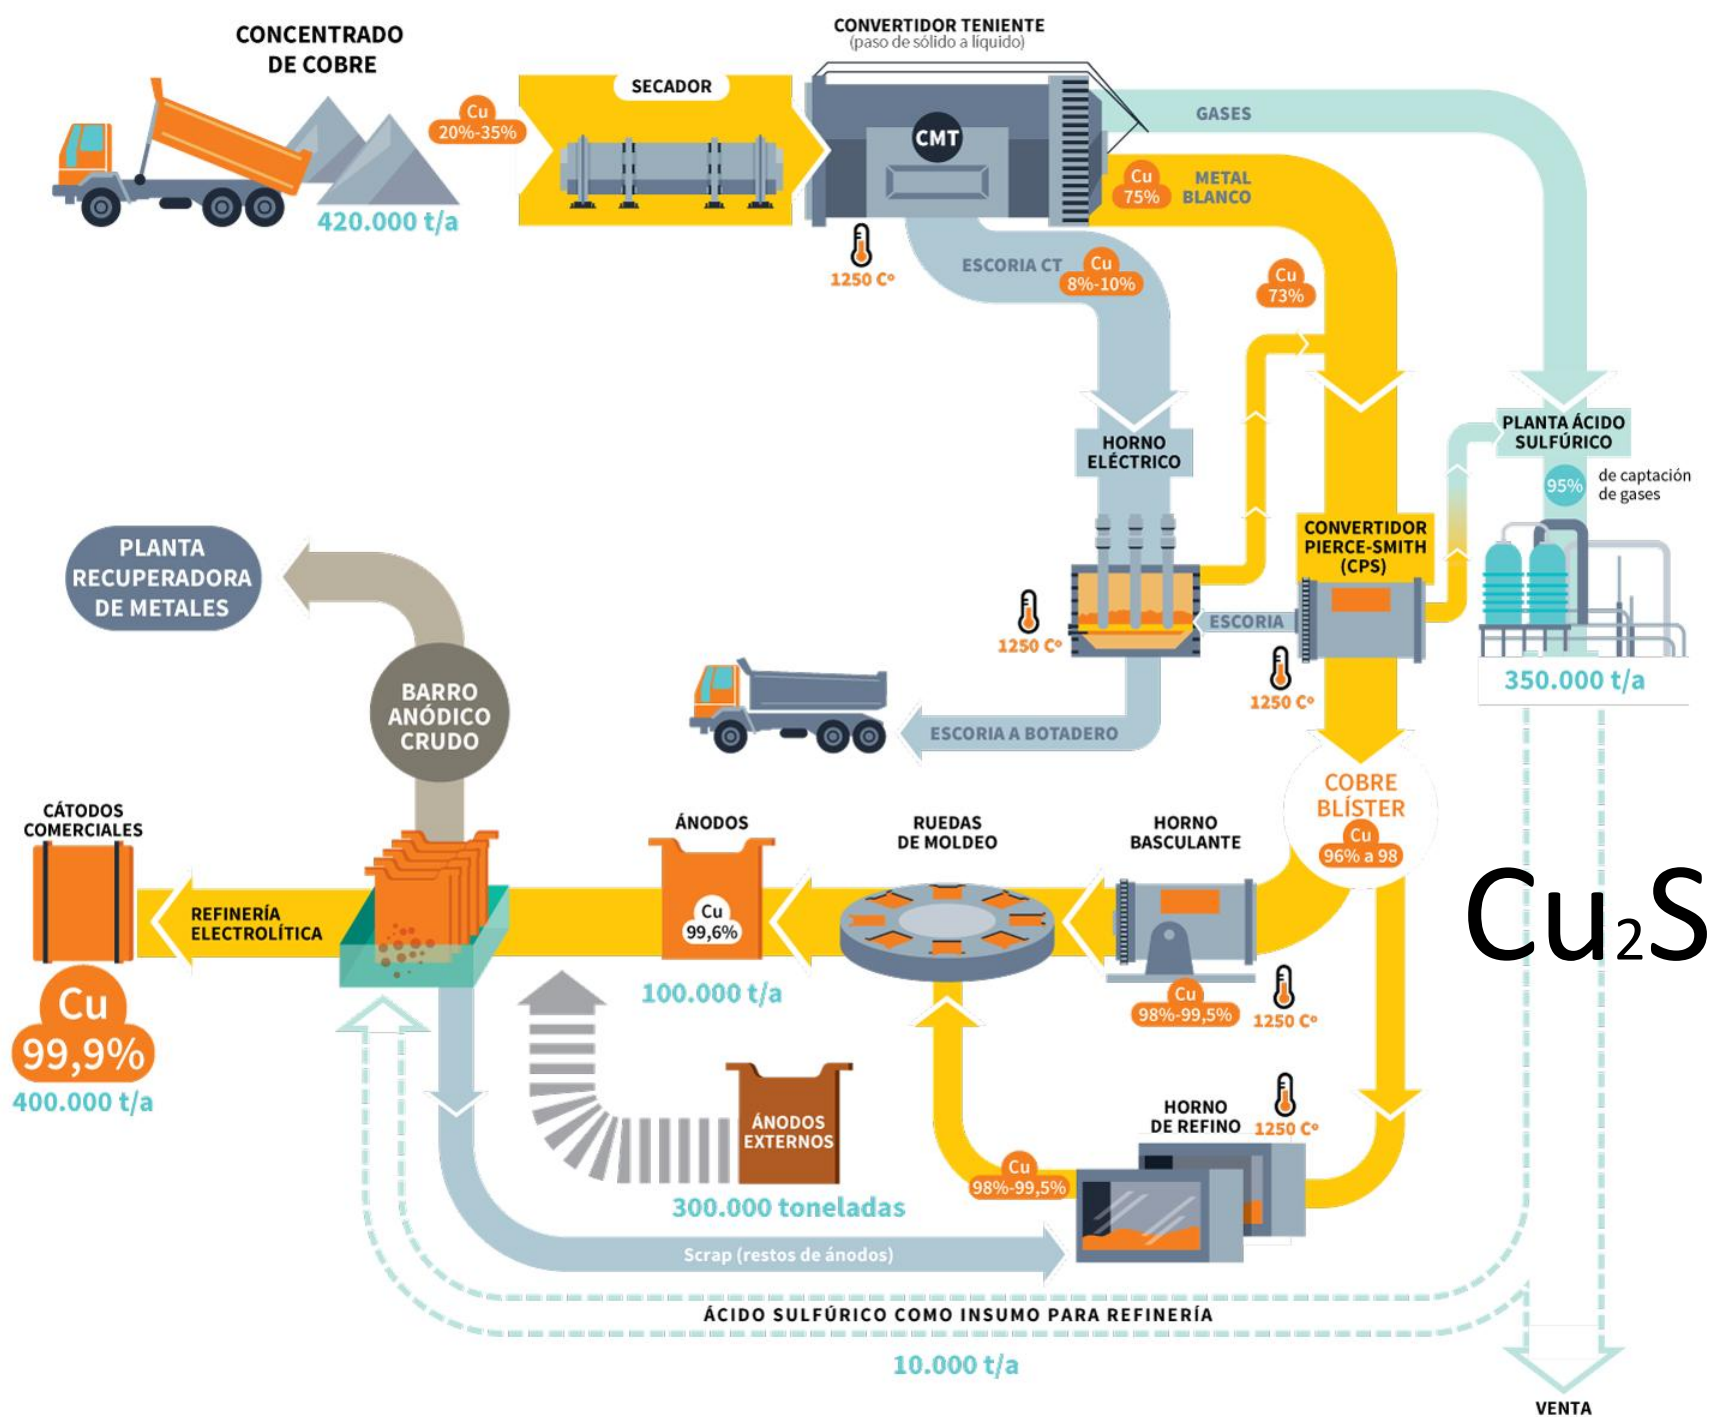 CONCENTRADO
DE COBRE
420.000 t/a
Cu
20%-35%
SECADOR
CONVERTIDOR TENIENTE
(paso de sólido a líquido)
CMT
1250 Cº
GASES
Cu
75%
METAL
BLANCO
ESCORIA CT
Cu
8%-10%
Cu
73%
HORNO
ELÉCTRICO
PLANTA ÁCIDO
SULFÚRICO
95%
de captación
de gases
CONVERTIDOR
PIERCE-SMITH
(CPS)
PLANTA
RECUPERADORA
DE METALES
1250 Cº
ESCORIA
1250 Cº
350.000 t/a
BARRO
ANÓDICO
CRUDO
ESCORIA A BOTADERO
COBRE
BLÍSTER
Cu
96% a 98
CÁTODOS
COMERCIALES
ÁNODOS
RUEDAS
DE MOLDEO
HORNO
BASCULANTE
Cu₂S
REFINERÍA
ELECTROLÍTICA
Cu
99,6%
100.000 t/a
Cu
98%-99,5%
1250 Cº
Cu
99,9%
400.000 t/a
ÁNODOS
EXTERNOS
300.000 toneladas
HORNO
DE REFINO
1250 Cº
Cu
98%-99,5%
Scrap (restos de ánodos)
ÁCIDO SULFÚRICO COMO INSUMO PARA REFINERÍA
10.000 t/a
VENTA